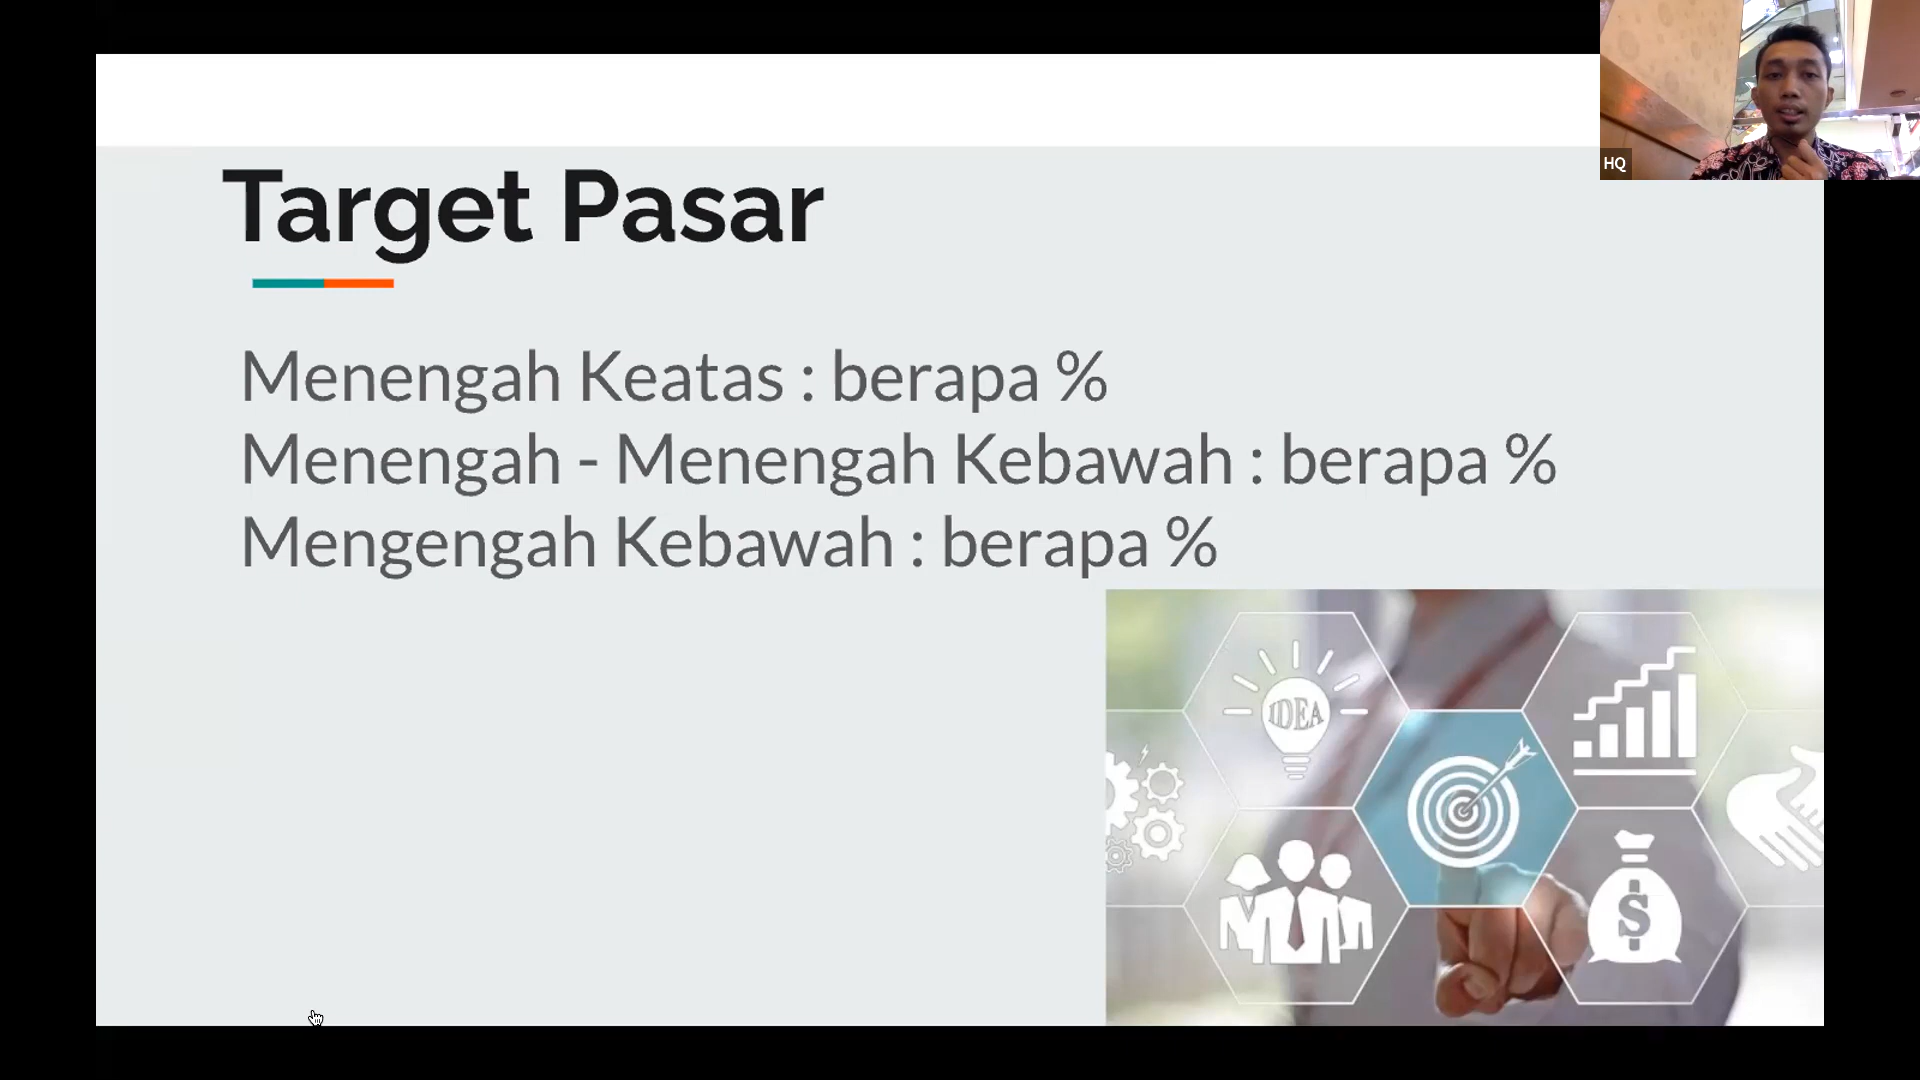 HQ
Target Pasar
Menengah Keatas : berapa %
Menengah - Menengah Kebawah : berapa %
Mengengah Kebawah : berapa %
IDEA
$